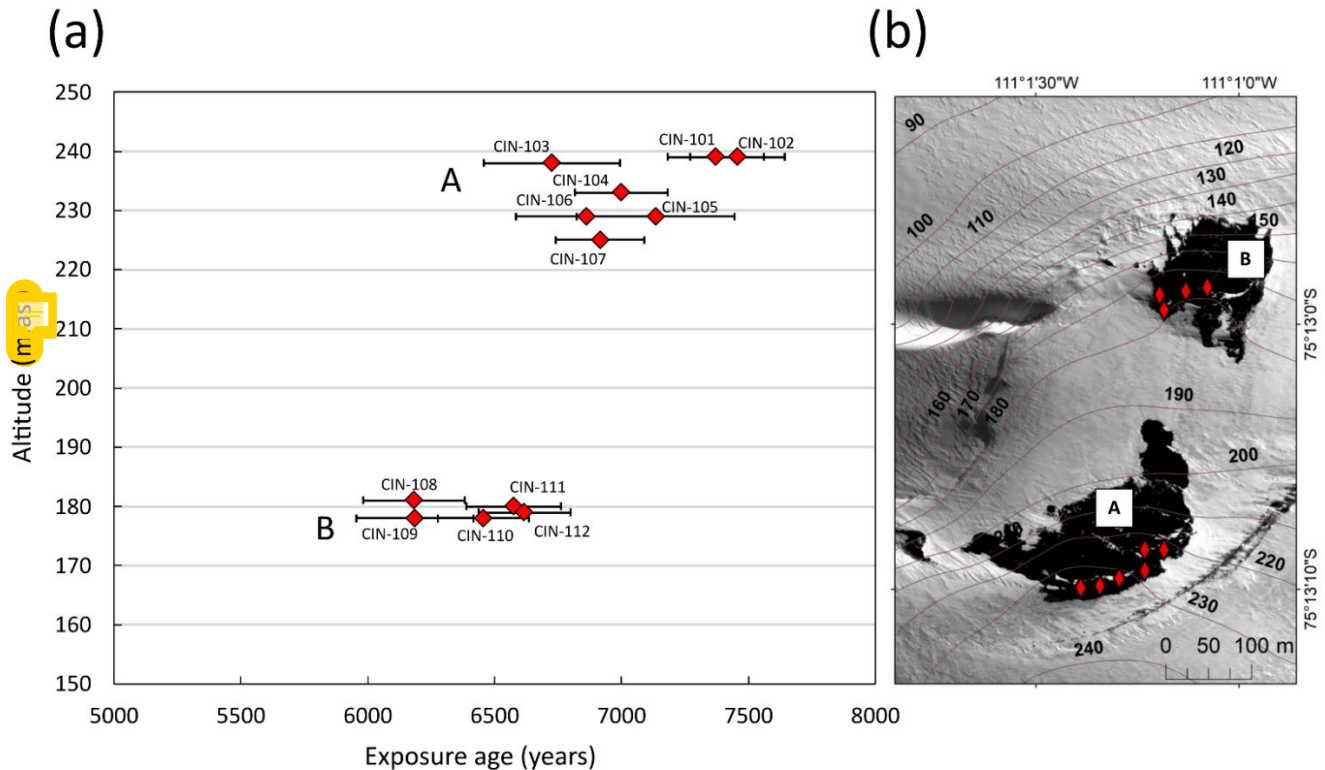 (a)
250
240
230
220
210
200
190
180
170
160
150
Altitude
5000
5500
6000
6500
7000
7500
8000
Exposure age (years)
CIN-103
CIN-101
CIN-102
A
CIN-104
CIN-106
CIN-105
CIN-107
CIN-108
CIN-111
B
CIN-109
CIN-110
CIN-112
(b)
111°1'30"W
111°1'0"W
90
120
130
140
150
100
110
B
75°13'0"S
160
170
180
190
200
A
210
220
230
240
75°13'10"S
0 50 100 m